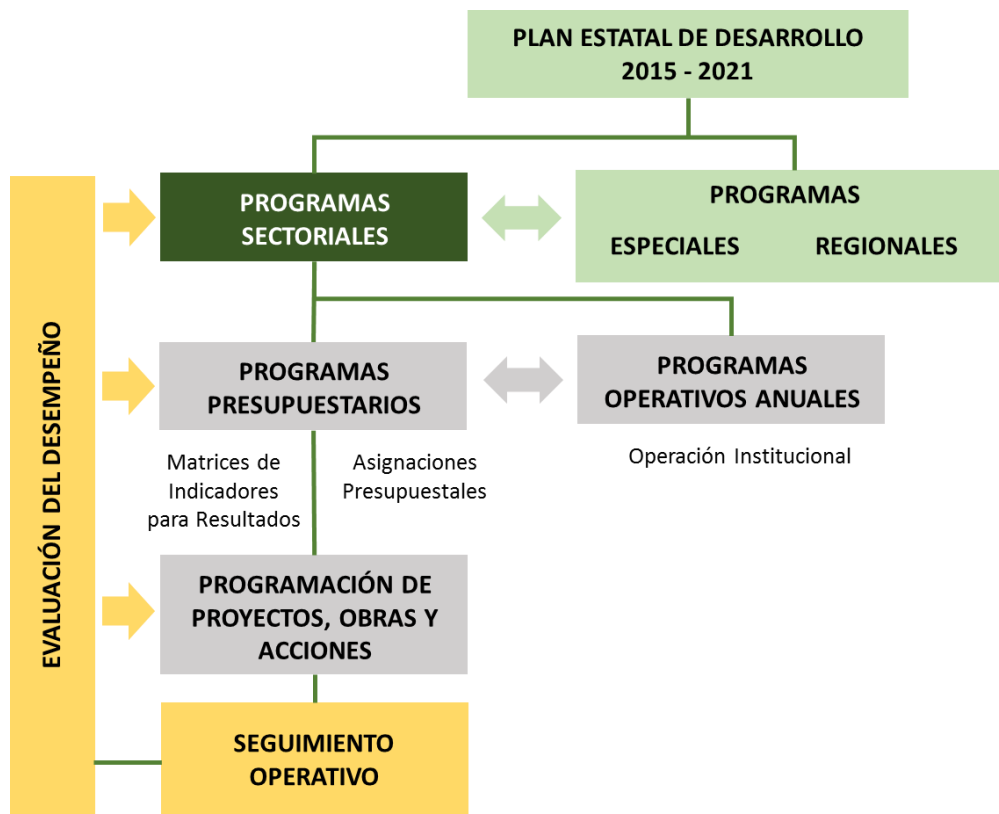 PLAN ESTATAL DE DESARROLLO
2015 - 2021
PROGRAMAS
SECTORIALES
PROGRAMAS
ESPECIALES REGIONALES
EVALUACIÓN DEL DESEMPEÑO
PROGRAMAS
PRESUPUESTARIOS
PROGRAMAS
OPERATIVOS ANUALES
Matrices de
Indicadores
para Resultados
Asignaciones
Presupuestales
Operación Institucional
PROGRAMACIÓN DE
PROYECTOS, OBRAS Y
ACCIONES
SEGUIMIENTO
OPERATIVO